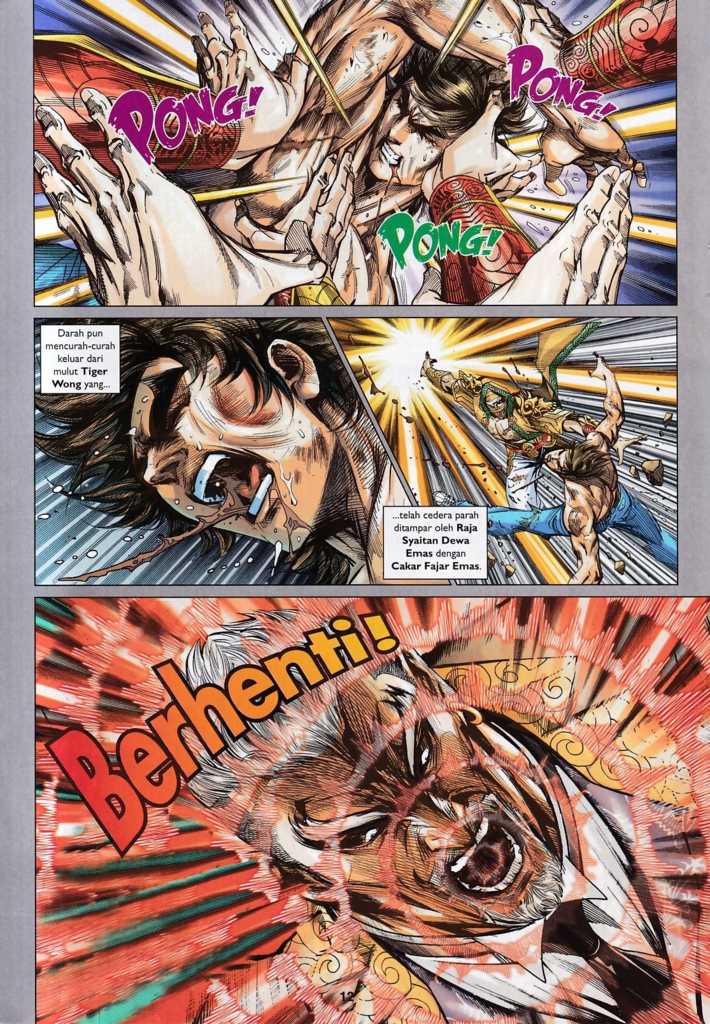 PONG!
PONG!
PONG!
Darah pun
mencurah-curah
keluar dari
mulut Tiger
Wong yang...
...telah cedera parah
ditampar oleh Raja
Syaitan Dewa
Emas dengan
Cakar Fajar Emas.
Berhenti!
12